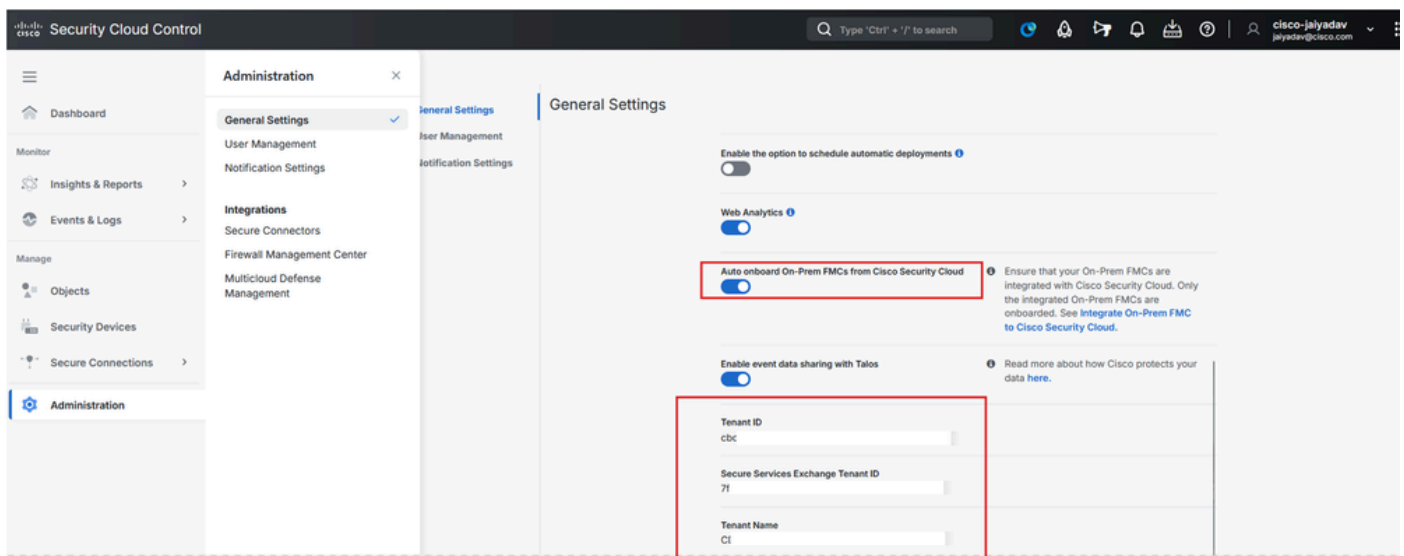 cisco Security Cloud Control
Type 'Ctrl' + '/' to search
cisco-jaiyadav
jaiyadav@cisco.com
Dashboard
Monitor
Insights & Reports
Events & Logs
Manage
Objects
Security Devices
Secure Connections
Administration
Administration
General Settings
User Management
Notification Settings
Integrations
Secure Connectors
Firewall Management Center
Multicloud Defense
Management
General Settings
User Management
Notification Settings
General Settings
Enable the option to schedule automatic deployments
Web Analytics
Auto onboard On-Prem FMCs from Cisco Security Cloud
Ensure that your On-Prem FMCs are
integrated with Cisco Security Cloud. Only
the integrated On-Prem FMCs are
onboarded. See Integrate On-Prem FMC
to Cisco Security Cloud.
Enable event data sharing with Talos
Read more about how Cisco protects your
data here.
Tenant ID
cbc
Secure Services Exchange Tenant ID
7f
Tenant Name